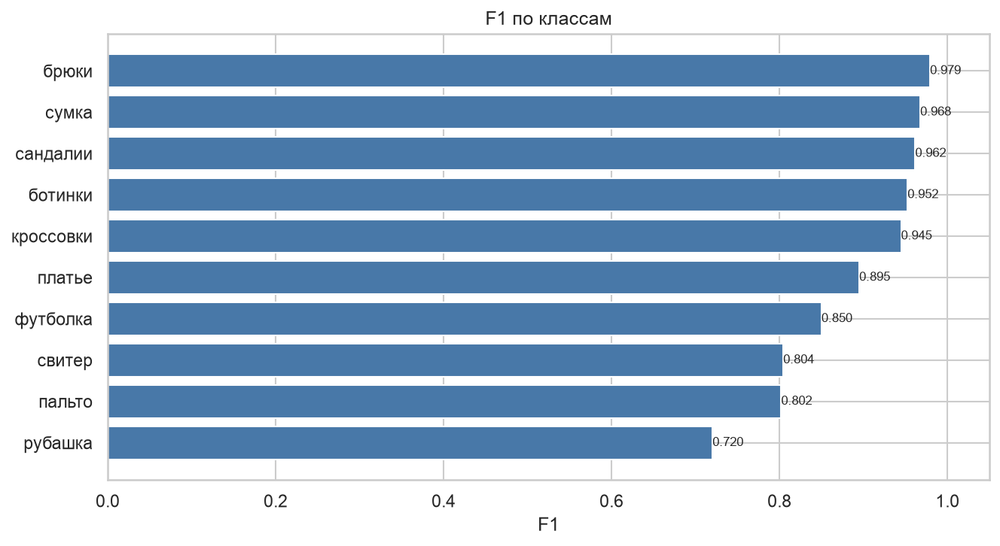 F1 по классам
брюки 0.979
сумка 0.968
сандалии 0.962
ботинки 0.952
кроссовки 0.945
платье 0.895
футболка 0.850
свитер 0.804
пальто 0.802
рубашка 0.720
0.0 0.2 0.4 0.6 0.8 1.0
F1